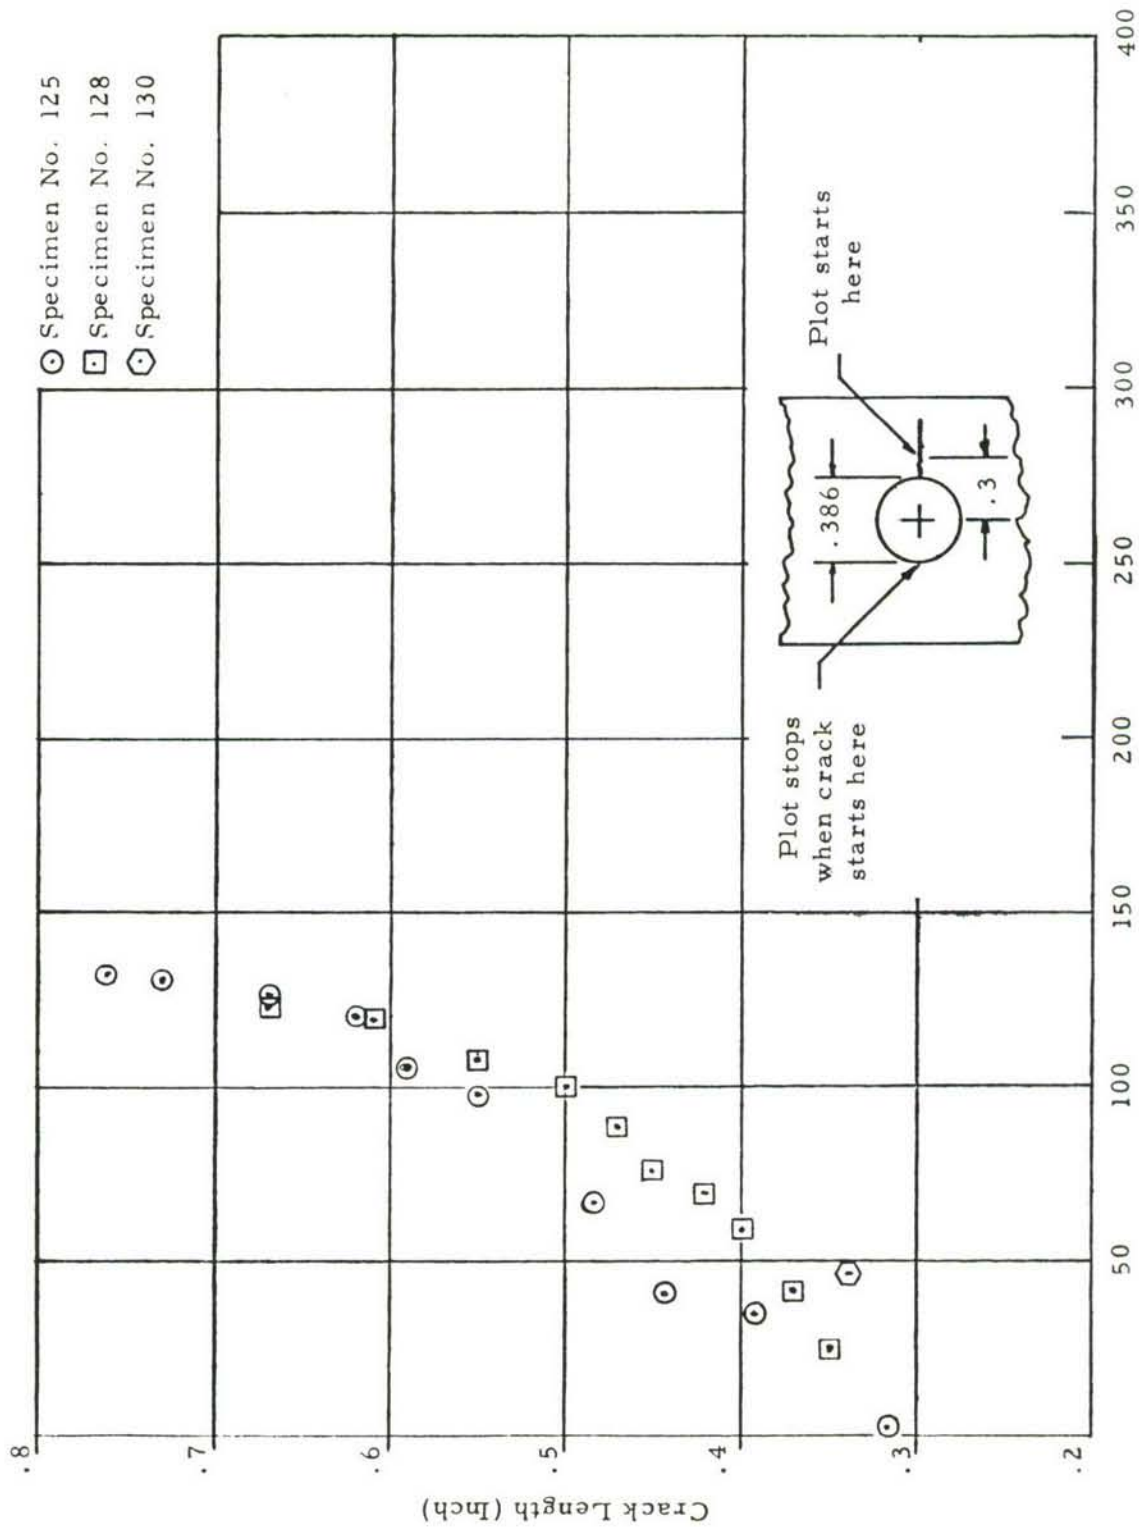 Specimen No. 125
Specimen No. 128
Specimen No. 130
.8
.7
.6
.5
.4
.3
.2
Crack Length (Inch)
Plot stops
when crack
starts here
.386
.3
Plot starts
here
50
100
150
200
250
300
350
400